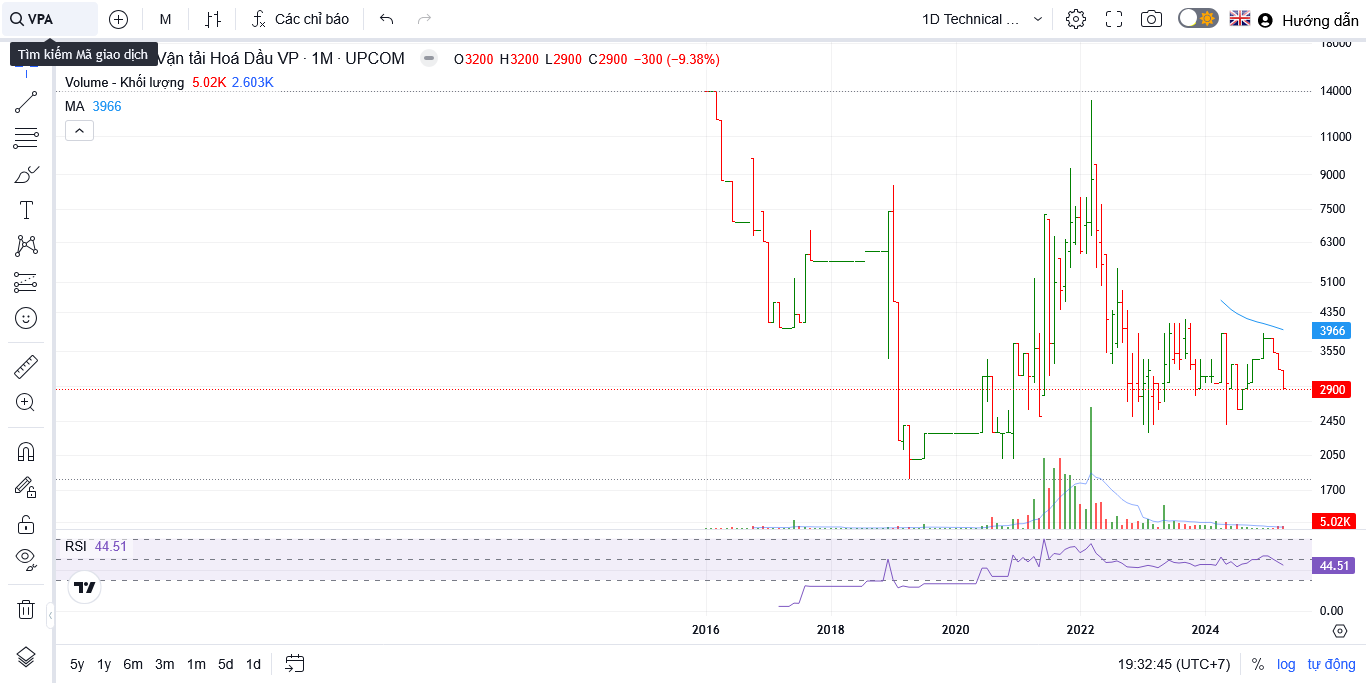 VPA
M
Các chỉ báo
1D Technical ...
Hướng dẫn
Tìm kiếm Mã giao dịch
Vận tải Hoá Dầu VP · 1M · UPCOM
O3200 H3200 L2900 C2900 −300 (−9.38%)
Volume - Khối lượng 5.02K 2.603K
MA 3966
18000
14000
11000
9000
7500
6300
5100
4350
3966
3550
2900
2450
2050
1700
5.02K
RSI 44.51
44.51
0.00
2016 2018 2020 2022 2024
5y 1y 6m 3m 1m 5d 1d
19:32:45 (UTC+7) % log tự động